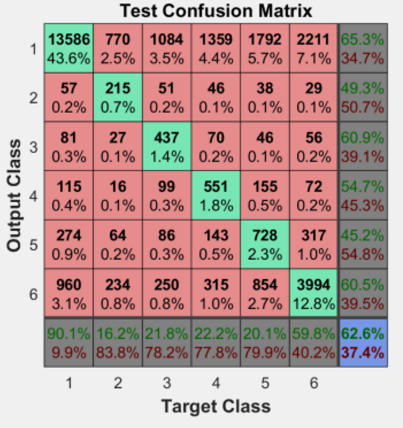 Test Confusion Matrix
1 13586 770 1084 1359 1792 2211 65.3%
43.6% 2.5% 3.5% 4.4% 5.7% 7.1% 34.7%
2 57 215 51 46 38 29 49.3%
0.2% 0.7% 0.2% 0.1% 0.1% 0.1% 50.7%
3 81 27 437 70 46 56 60.9%
0.3% 0.1% 1.4% 0.2% 0.1% 0.2% 39.1%
4 115 16 99 551 155 72 54.7%
0.4% 0.1% 0.3% 1.8% 0.5% 0.2% 45.3%
5 274 64 86 143 728 317 45.2%
0.9% 0.2% 0.3% 0.5% 2.3% 1.0% 54.8%
6 960 234 250 315 854 3994 60.5%
3.1% 0.8% 0.8% 1.0% 2.7% 12.8% 39.5%
90.1% 16.2% 21.8% 22.2% 20.1% 59.8% 62.6%
9.9% 83.8% 78.2% 77.8% 79.9% 40.2% 37.4%
1 2 3 4 5 6
Target Class
Output Class